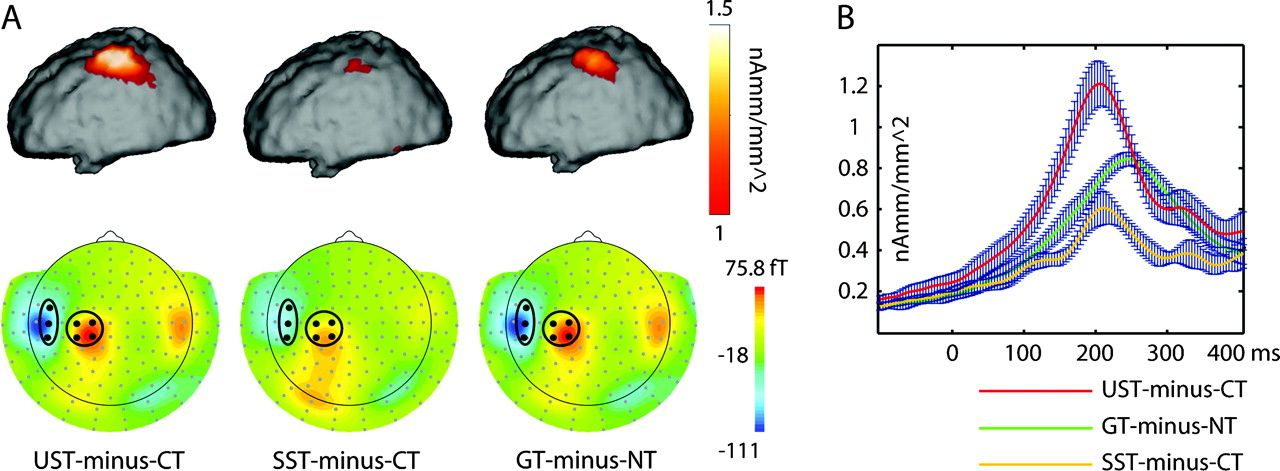 A
1.5
nAmm/mm^2
1
75.8 fT
-18
-111
UST-minus-CT
SST-minus-CT
GT-minus-NT
B
1.2
1
0.8
0.6
0.4
0.2
nAmm/mm^2
0 100 200 300 400 ms
UST-minus-CT
GT-minus-NT
SST-minus-CT